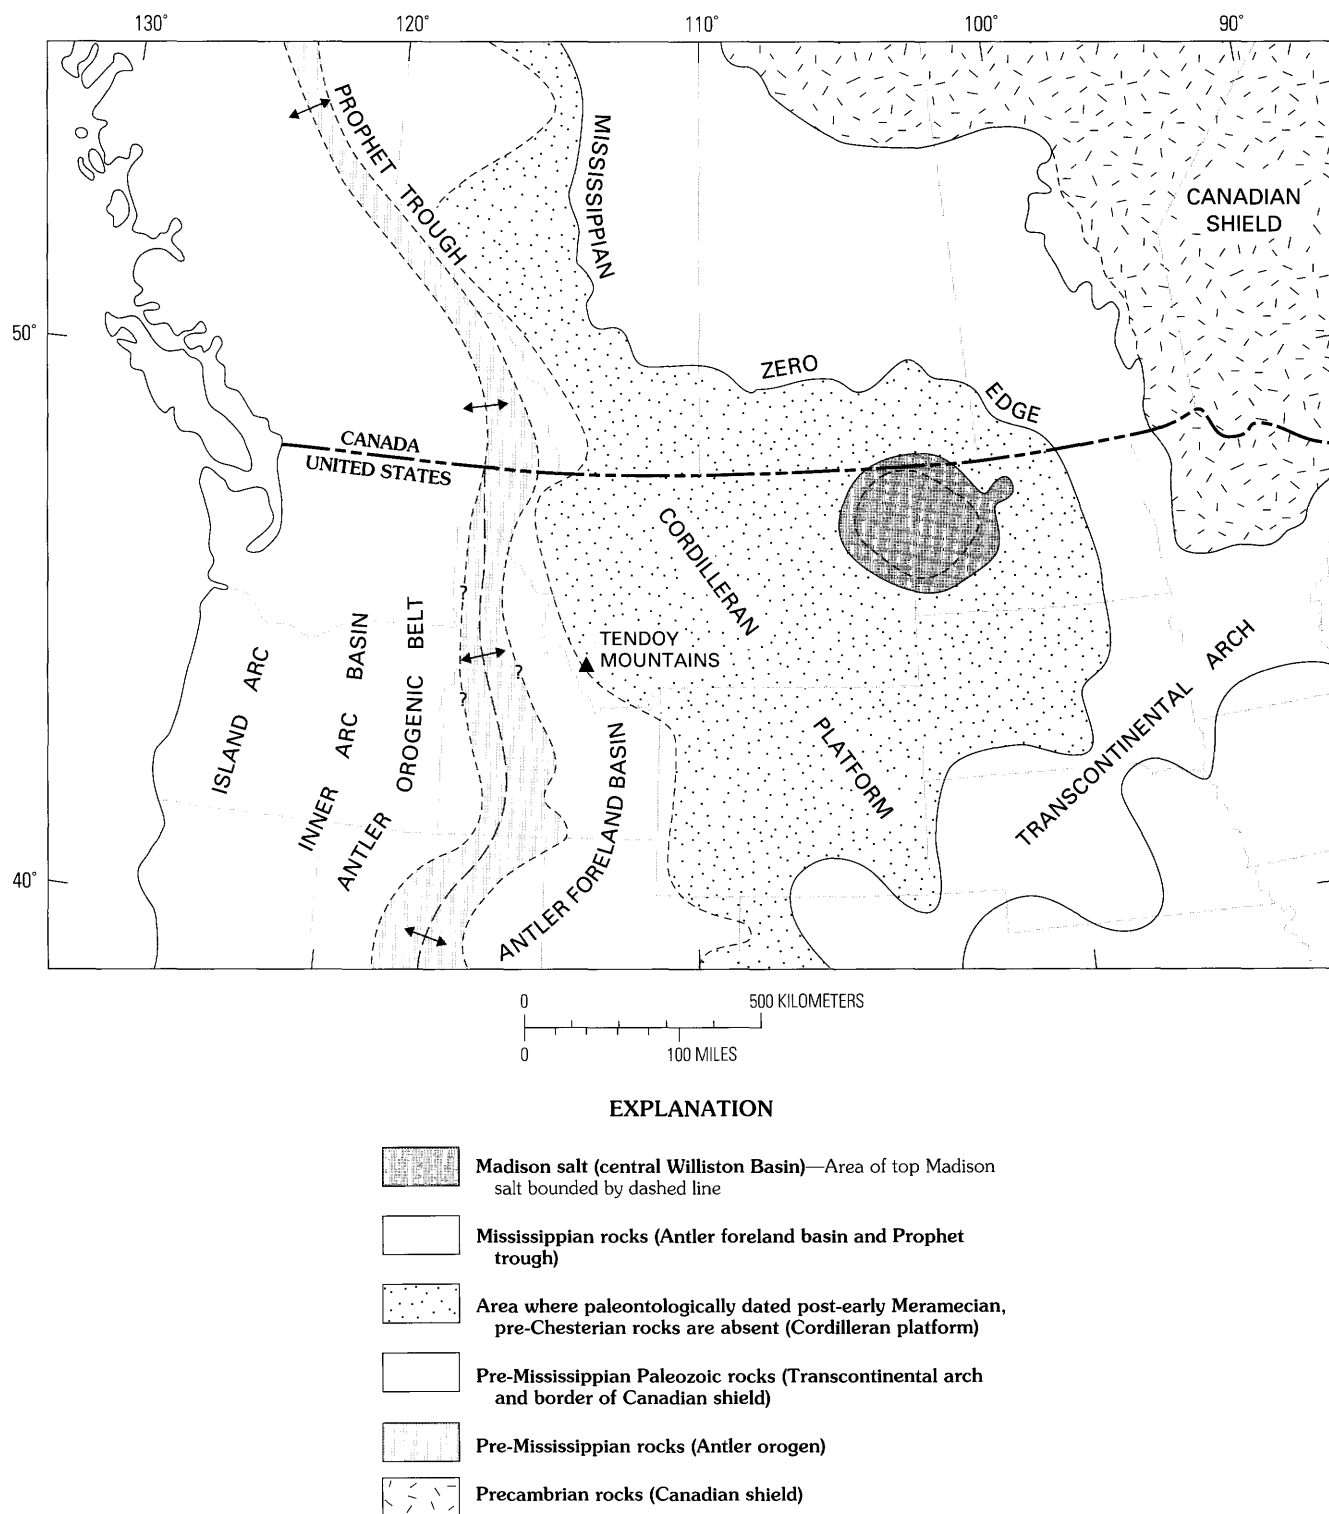 130° 120° 110° 100° 90°
PROPHET TROUGH
MISSISSIPPIAN
CANADIAN
SHIELD
50°
ZERO
EDGE
CANADA
UNITED STATES
CORDILLERAN
?
TENDOY
MOUNTAINS
?
?
ISLAND ARC
INNER ARC BASIN
ANTLER OROGENIC BELT
ANTLER FORELAND BASIN
PLATFORM
TRANSCONTINENTAL ARCH
40°
0 500 KILOMETERS
0 100 MILES
EXPLANATION
Madison salt (central Williston Basin)—Area of top Madison
salt bounded by dashed line
Mississippian rocks (Antler foreland basin and Prophet
trough)
Area where paleontologically dated post-early Meramecian,
pre-Chesterian rocks are absent (Cordilleran platform)
Pre-Mississippian Paleozoic rocks (Transcontinental arch
and border of Canadian shield)
Pre-Mississippian rocks (Antler orogen)
Precambrian rocks (Canadian shield)